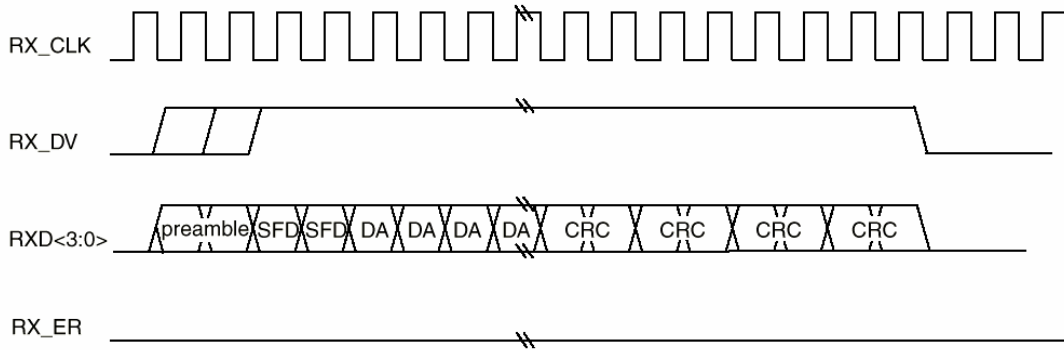 RX_CLK
RX_DV
RXD<3:0> preamble SFD SFD DA DA DA DA CRC CRC CRC CRC
RX_ER